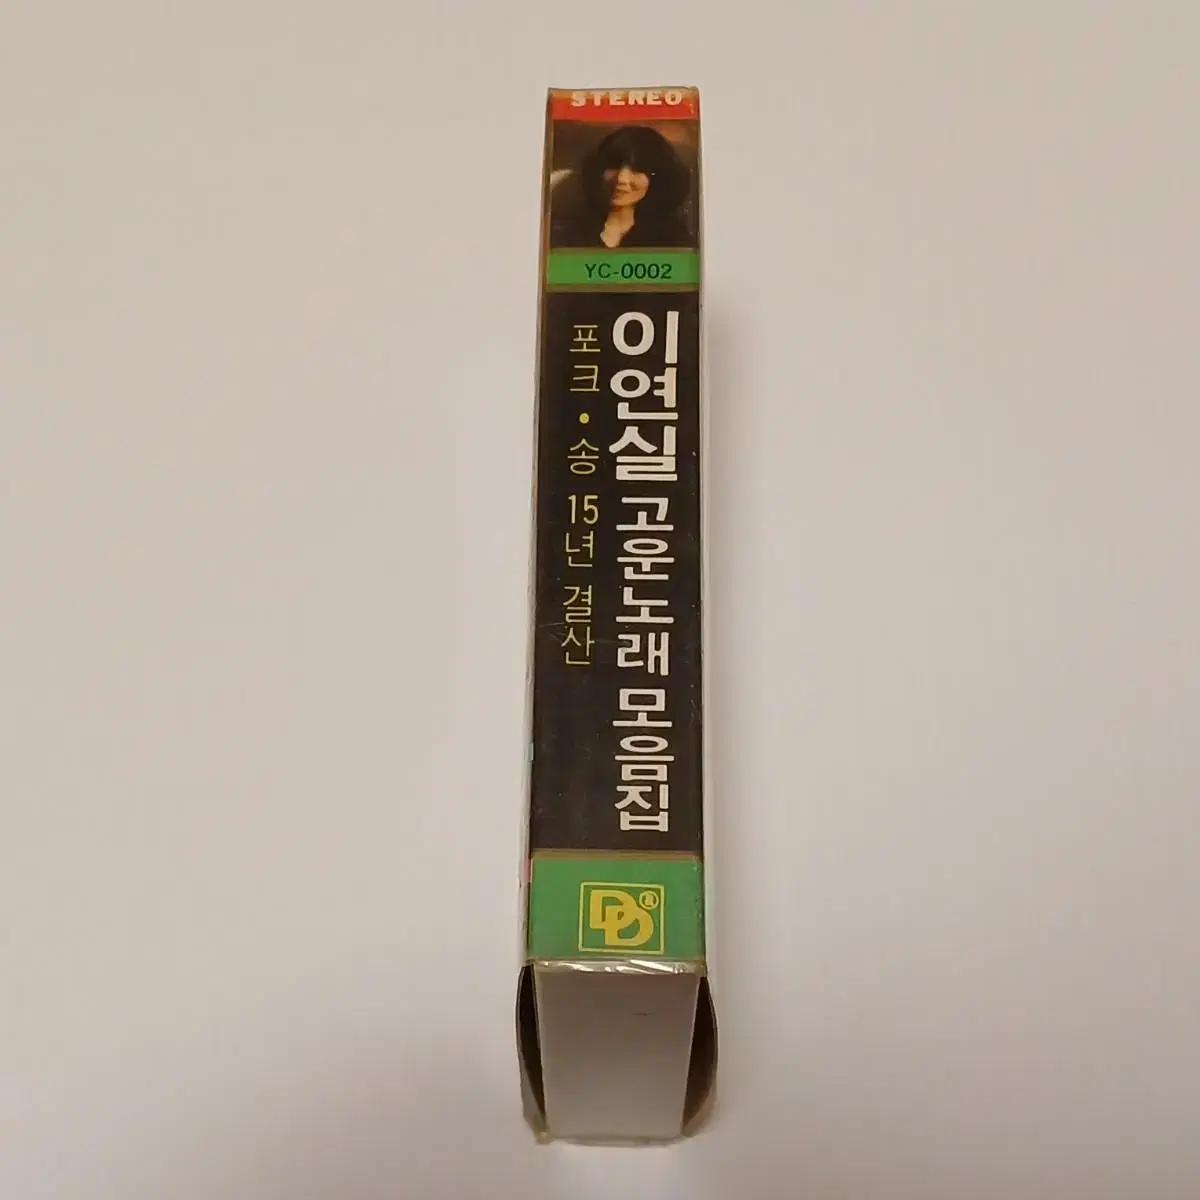 STEREO
YC-0002
이연실 고운노래 모음집
포크·송 15년 결산
DD